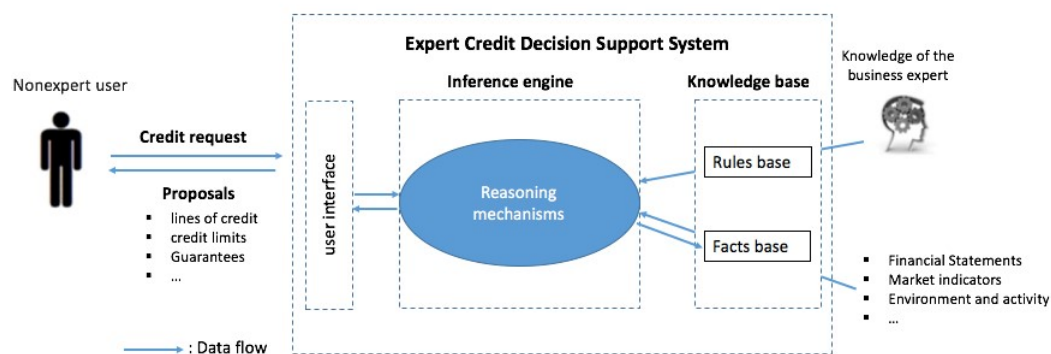 Expert Credit Decision Support System
Nonexpert user
Credit request
Proposals
▪ lines of credit
▪ credit limits
▪ Guarantees
▪ ...
user interface
Inference engine
Reasoning
mechanisms
Knowledge base
Rules base
Facts base
Knowledge of the
business expert
▪ Financial Statements
▪ Market indicators
▪ Environment and activity
▪ ...
: Data flow